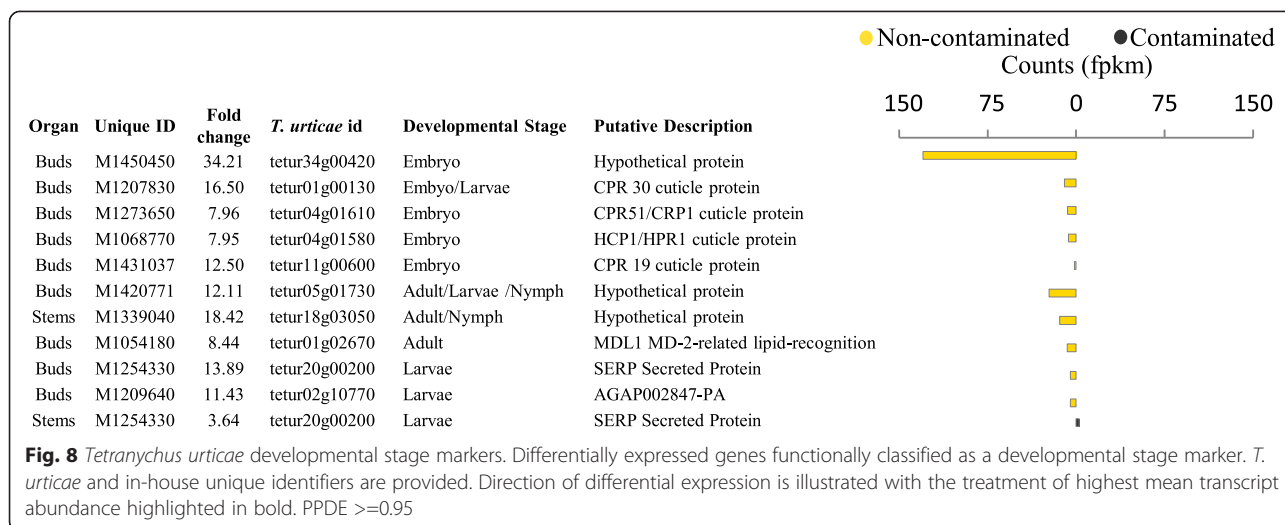 Non-contaminated Contaminated
Counts (fpkm)
150 75 0 75 150
Organ Unique ID Fold change T. urticae id Developmental Stage Putative Description
Buds M1450450 34.21 tetur34g00420 Embryo Hypothetical protein
Buds M1207830 16.50 tetur01g00130 Embyo/Larvae CPR 30 cuticle protein
Buds M1273650 7.96 tetur04g01610 Embryo CPR51/CRP1 cuticle protein
Buds M1068770 7.95 tetur04g01580 Embryo HCP1/HPR1 cuticle protein
Buds M1431037 12.50 tetur11g00600 Embryo CPR 19 cuticle protein
Buds M1420771 12.11 tetur05g01730 Adult/Larvae /Nymph Hypothetical protein
Stems M1339040 18.42 tetur18g03050 Adult/Nymph Hypothetical protein
Buds M1054180 8.44 tetur01g02670 Adult MDL1 MD-2-related lipid-recognition
Buds M1254330 13.89 tetur20g00200 Larvae SERP Secreted Protein
Buds M1209640 11.43 tetur02g10770 Larvae AGAP002847-PA
Stems M1254330 3.64 tetur20g00200 Larvae SERP Secreted Protein
Fig. 8 Tetranychus urticae developmental stage markers. Differentially expressed genes functionally classified as a developmental stage marker. T.
urticae and in-house unique identifiers are provided. Direction of differential expression is illustrated with the treatment of highest mean transcript
abundance highlighted in bold. PPDE >=0.95